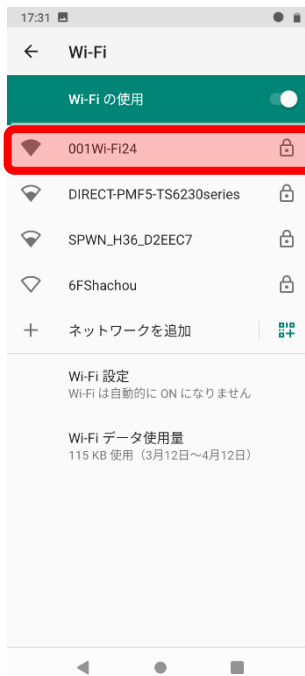 17:31
Wi-Fi
Wi-Fi の使用
001Wi-Fi24
DIRECT-PMF5-TS6230series
SPWN_H36_D2EEC7
6FShachou
ネットワークを追加
Wi-Fi 設定
Wi-Fi は自動的に ON になりません
Wi-Fi データ使用量
115 KB 使用（3月12日～4月12日）